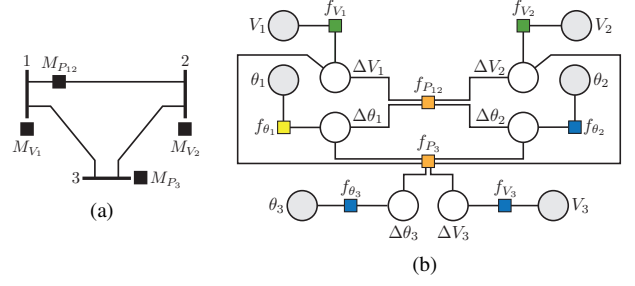 1
M_{P_{12}}
2
M_{V_1}
M_{V_2}
3
M_{P_3}
(a)
V_1
f_{V_1}
f_{V_2}
V_2
θ_1
ΔV_1
f_{P_{12}}
ΔV_2
θ_2
f_{θ_1}
Δθ_1
Δθ_2
f_{θ_2}
f_{P_3}
θ_3
f_{θ_3}
Δθ_3
ΔV_3
f_{V_3}
V_3
(b)